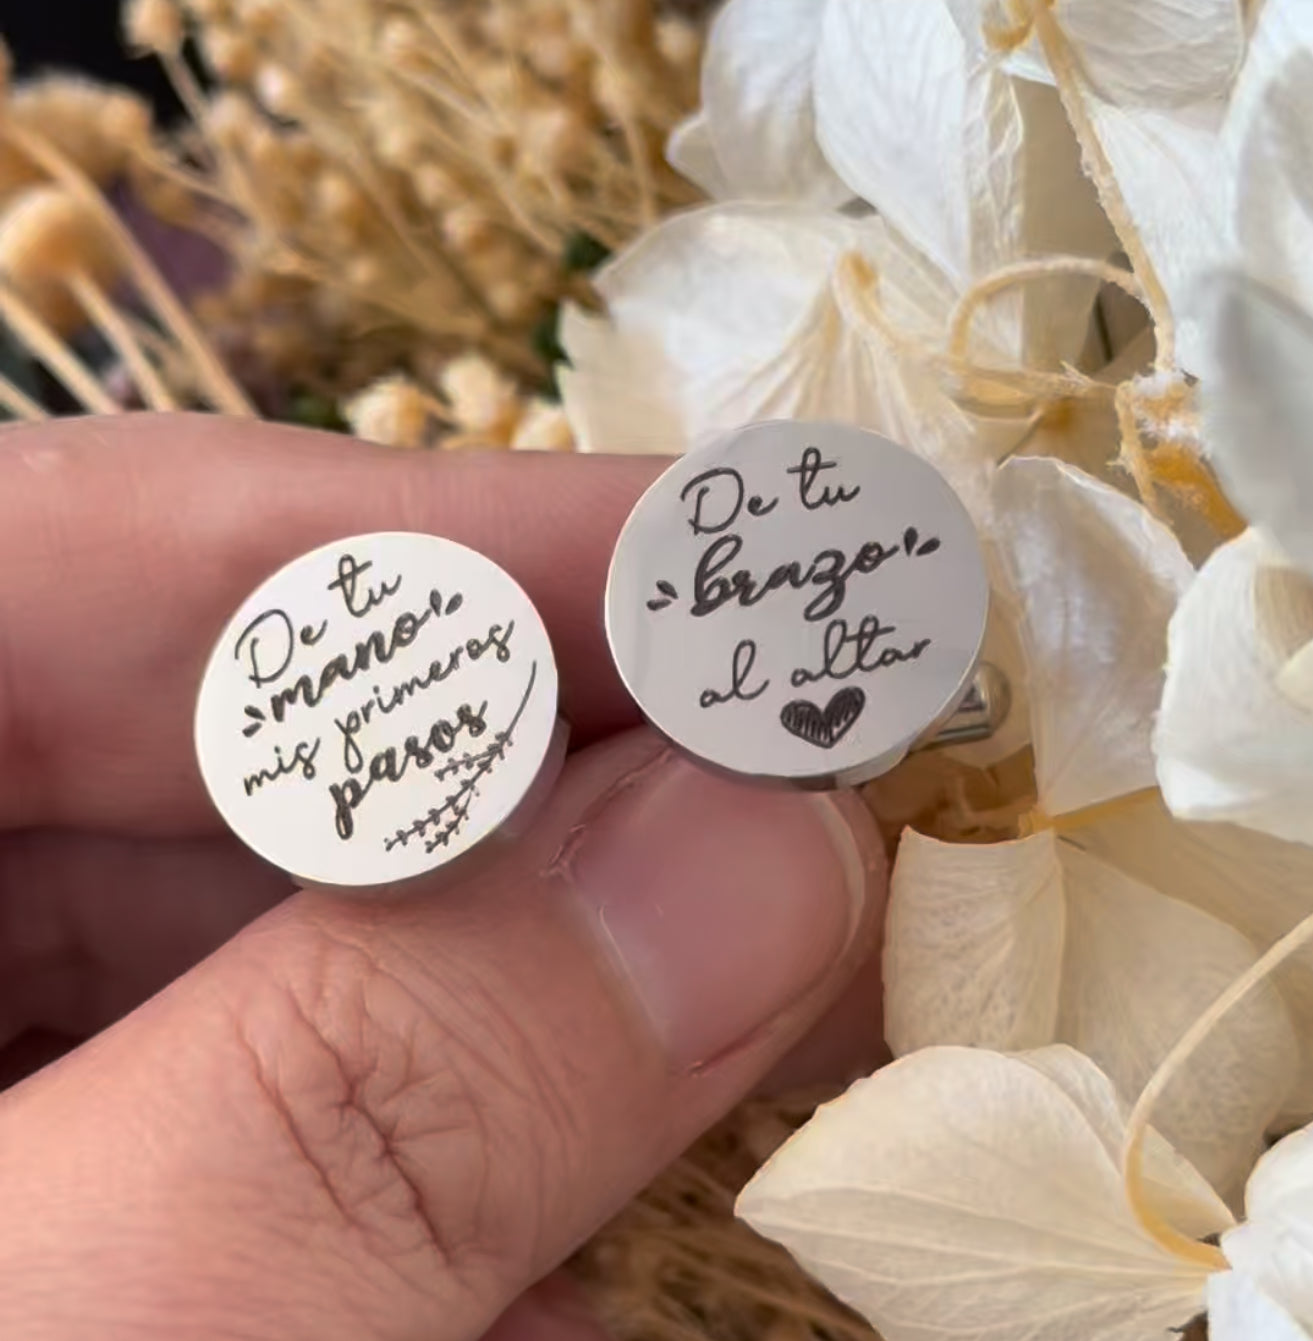 De tu
mano
mis primeros
pasos
De tu
brazo
al altar